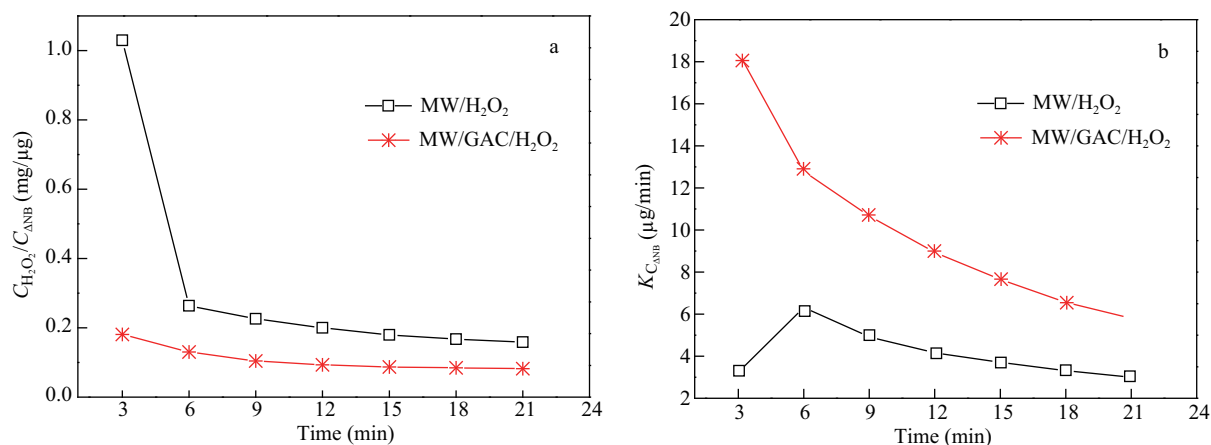 a
MW/H₂O₂
MW/GAC/H₂O₂
1.0
0.8
0.6
0.4
0.2
0.0
C_H₂O₂/C_ΔNB (mg/μg)
3 6 9 12 15 18 21 24
Time (min)
b
MW/H₂O₂
MW/GAC/H₂O₂
20
18
16
14
12
10
8
6
4
2
K_C_ΔNB (μg/min)
3 6 9 12 15 18 21 24
Time (min)